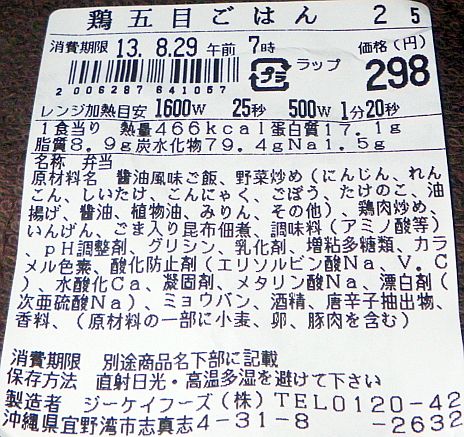 鶏五目ごはん 25
消費期限 13.8.29 午前 7時 価格(円)
プラ ラップ 298
2006287641057
レンジ加熱目安 1600W 25秒 500W 1分20秒
1食当り 熱量466kcal蛋白質17.1g
脂質8.9g炭水化物79.4gNa1.5g
名称 弁当
原材料名 醤油風味ご飯、野菜炒め(にんじん、れん
こん、しいたけ、こんにゃく、ごぼう、たけのこ、油
揚げ、醤油、植物油、みりん、その他)、鶏肉炒め、
いんげん、ごま入り昆布佃煮、調味料(アミノ酸等)
、pH調整剤、グリシン、乳化剤、増粘多糖類、カラ
メル色素、酸化防止剤(エリソルビン酸Na、V.C
)、水酸化Ca、凝固剤、メタリン酸Na、漂白剤(
次亜硫酸Na)、ミョウバン、酒精、唐辛子抽出物、
香料、(原材料の一部に小麦、卵、豚肉を含む)
消費期限 別途商品名下部に記載
保存方法 直射日光・高温多湿を避けて下さい
製造者 ジーケイフーズ(株)TEL0120-42
沖縄県宜野湾市志真志4-31-8 -2632